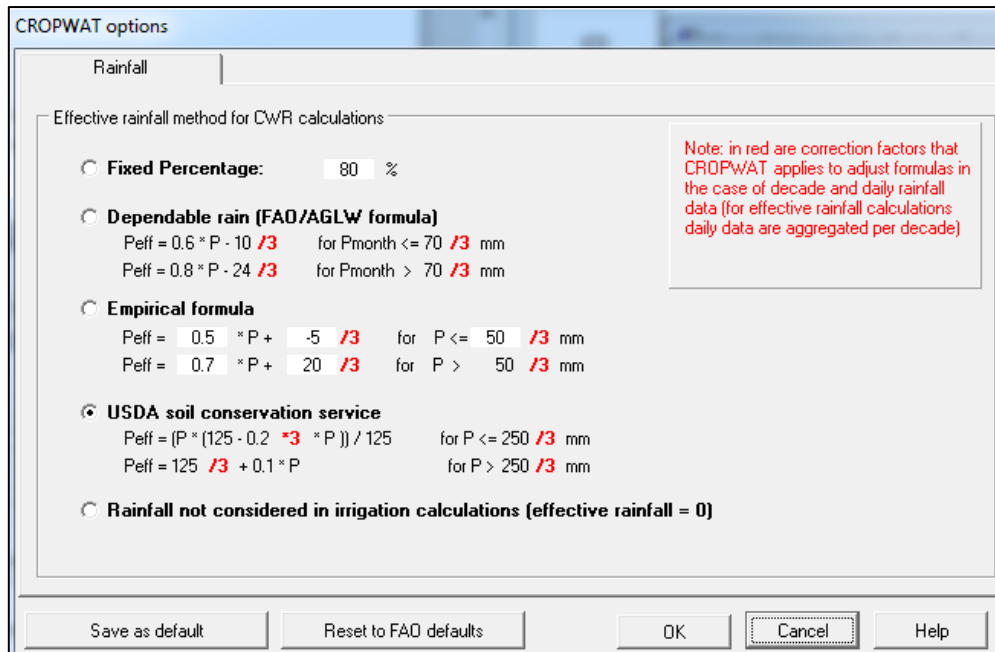 CROPWAT options
Rainfall
Effective rainfall method for CWR calculations
Fixed Percentage: 80 %
Note: in red are correction factors that
CROPWAT applies to adjust formulas in
the case of decade and daily rainfall
data (for effective rainfall calculations
daily data are aggregated per decade)
Dependable rain (FAO/AGLW formula)
Peff = 0.6 * P - 10 /3 for Pmonth <= 70 /3 mm
Peff = 0.8 * P - 24 /3 for Pmonth > 70 /3 mm
Empirical formula
Peff = 0.5 * P + -5 /3 for P <= 50 /3 mm
Peff = 0.7 * P + 20 /3 for P > 50 /3 mm
USDA soil conservation service
Peff = (P * (125 - 0.2 *3 * P )) / 125 for P <= 250 /3 mm
Peff = 125 /3 + 0.1 * P for P > 250 /3 mm
Rainfall not considered in irrigation calculations (effective rainfall = 0)
Save as default Reset to FAO defaults OK Cancel Help